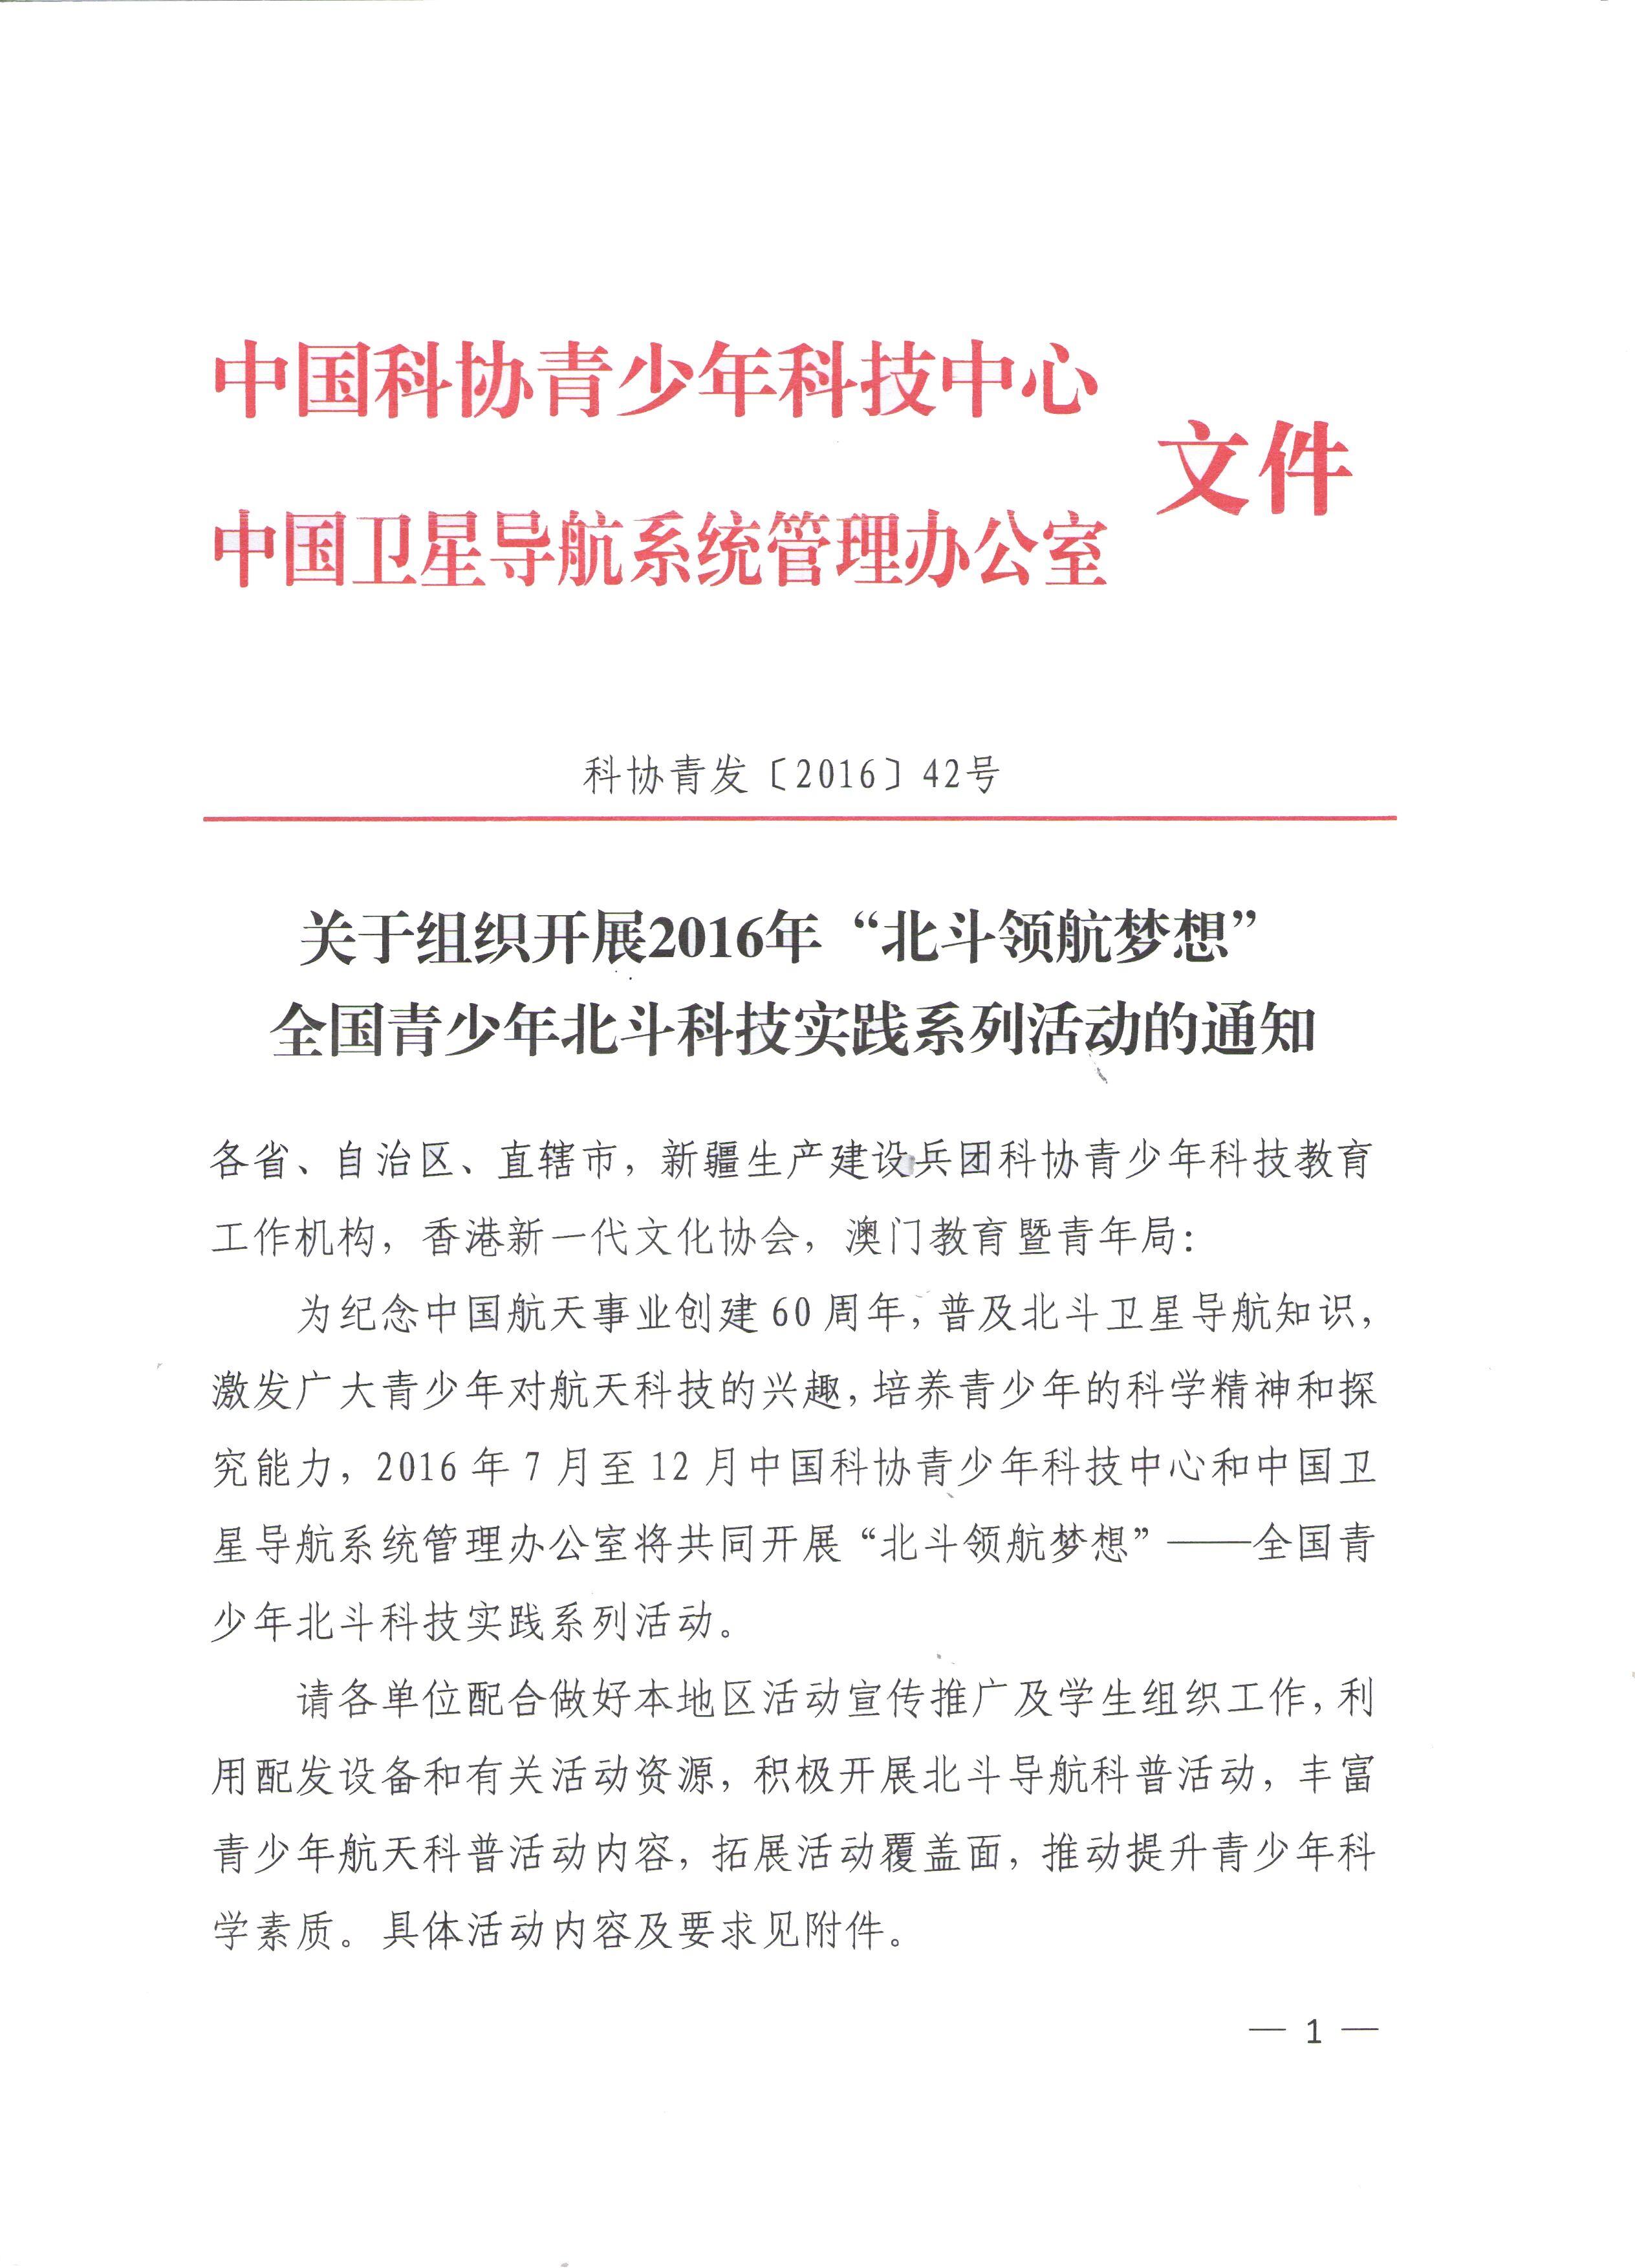 中国科协青少年科技中心
文件
中国卫星导航系统管理办公室
科协青发〔2016〕42号
关于组织开展2016年“北斗领航梦想”
全国青少年北斗科技实践系列活动的通知
各省、自治区、直辖市，新疆生产建设兵团科协青少年科技教育
工作机构，香港新一代文化协会，澳门教育暨青年局：
为纪念中国航天事业创建 60 周年，普及北斗卫星导航知识，
激发广大青少年对航天科技的兴趣，培养青少年的科学精神和探
究能力，2016 年 7 月至 12 月中国科协青少年科技中心和中国卫
星导航系统管理办公室将共同开展“北斗领航梦想”——全国青
少年北斗科技实践系列活动。
请各单位配合做好本地区活动宣传推广及学生组织工作，利
用配发设备和有关活动资源，积极开展北斗导航科普活动，丰富
青少年航天科普活动内容，拓展活动覆盖面，推动提升青少年科
学素质。具体活动内容及要求见附件。
— 1 —